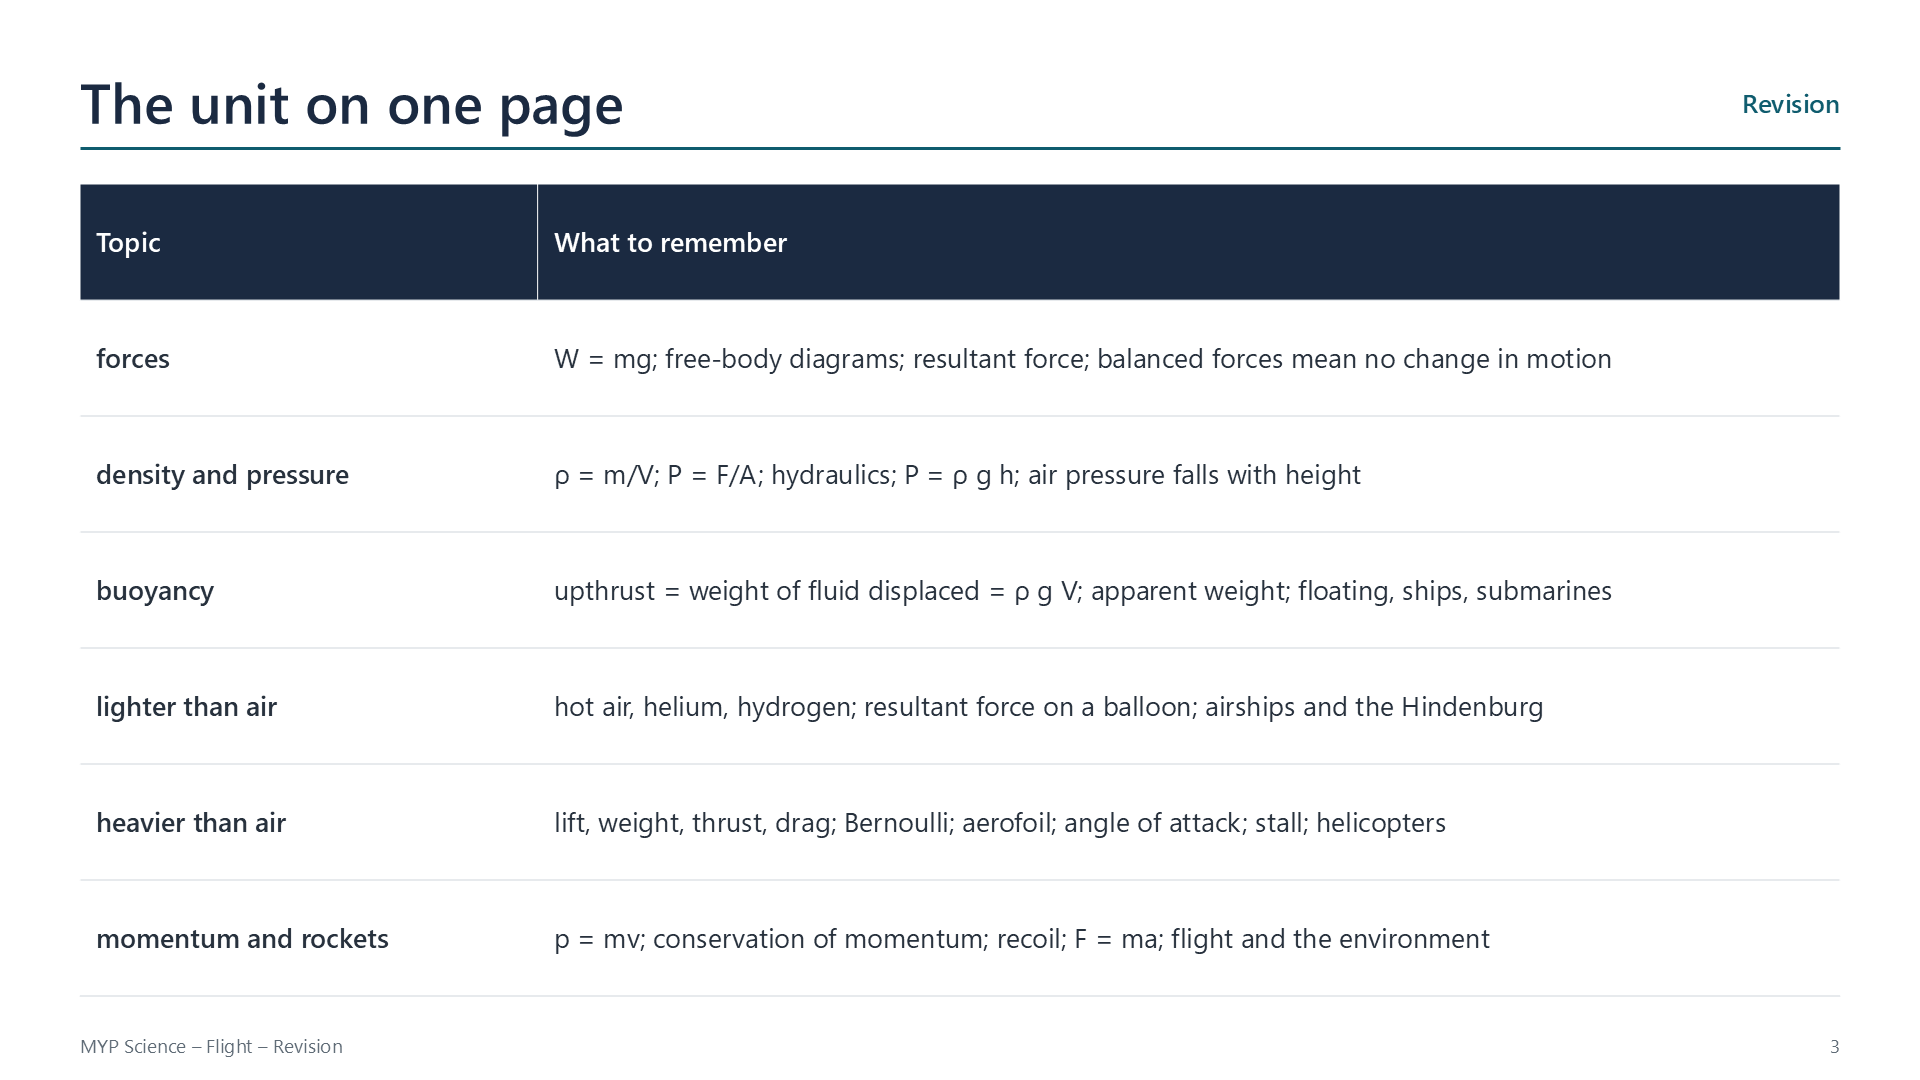 The unit on one page
Revision
Topic
What to remember
forces
W = mg; free-body diagrams; resultant force; balanced forces mean no change in motion
density and pressure
ρ = m/V; P = F/A; hydraulics; P = ρ g h; air pressure falls with height
buoyancy
upthrust = weight of fluid displaced = ρ g V; apparent weight; floating, ships, submarines
lighter than air
hot air, helium, hydrogen; resultant force on a balloon; airships and the Hindenburg
heavier than air
lift, weight, thrust, drag; Bernoulli; aerofoil; angle of attack; stall; helicopters
momentum and rockets
p = mv; conservation of momentum; recoil; F = ma; flight and the environment
MYP Science – Flight – Revision
3